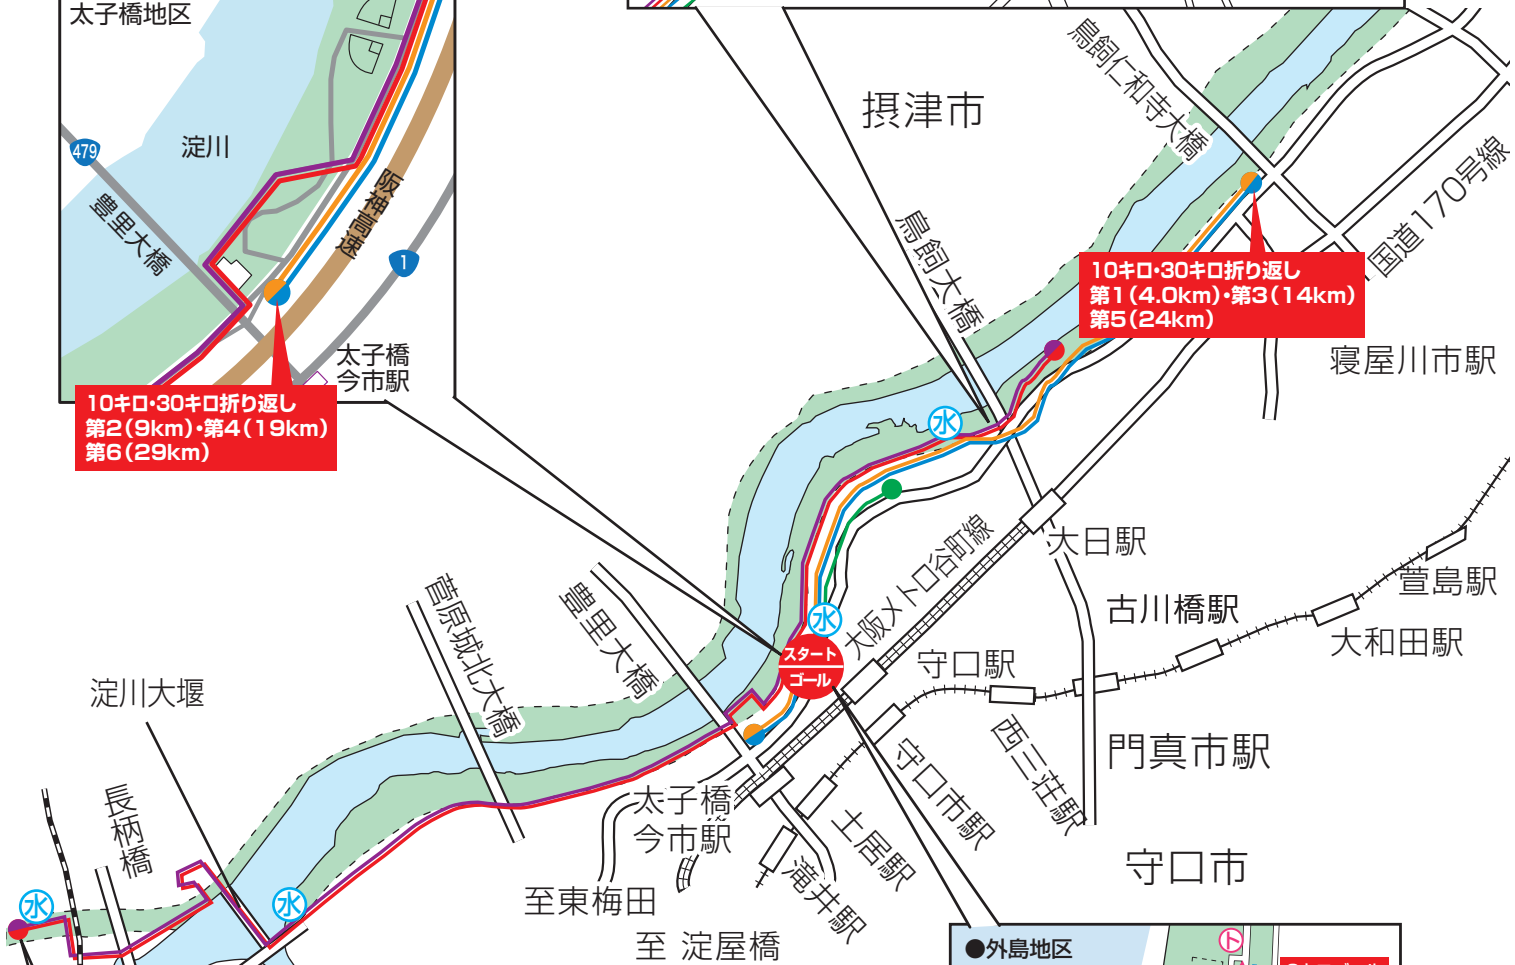 太子橋地区
479
淀川
豊里大橋
阪神高速
1
太子橋
今市駅
10キロ・30キロ折り返し
第2(9km)・第4(19km)
第6(29km)
摂津市
鳥飼仁和寺大橋
国道170号線
鳥飼大橋
10キロ・30キロ折り返し
第1(4.0km)・第3(14km)
第5(24km)
寝屋川市駅
水
大日駅
大阪メトロ谷町線
萱島駅
古川橋駅
大和田駅
水
スタート
ゴール
守口駅
菅原城北大橋
豊里大橋
淀川大堰
西三荘駅
門真市駅
守口市駅
長柄橋
太子橋
今市駅
土居駅
滝井駅
守口市
水
水
至東梅田
至 淀屋橋
●外島地区
ト